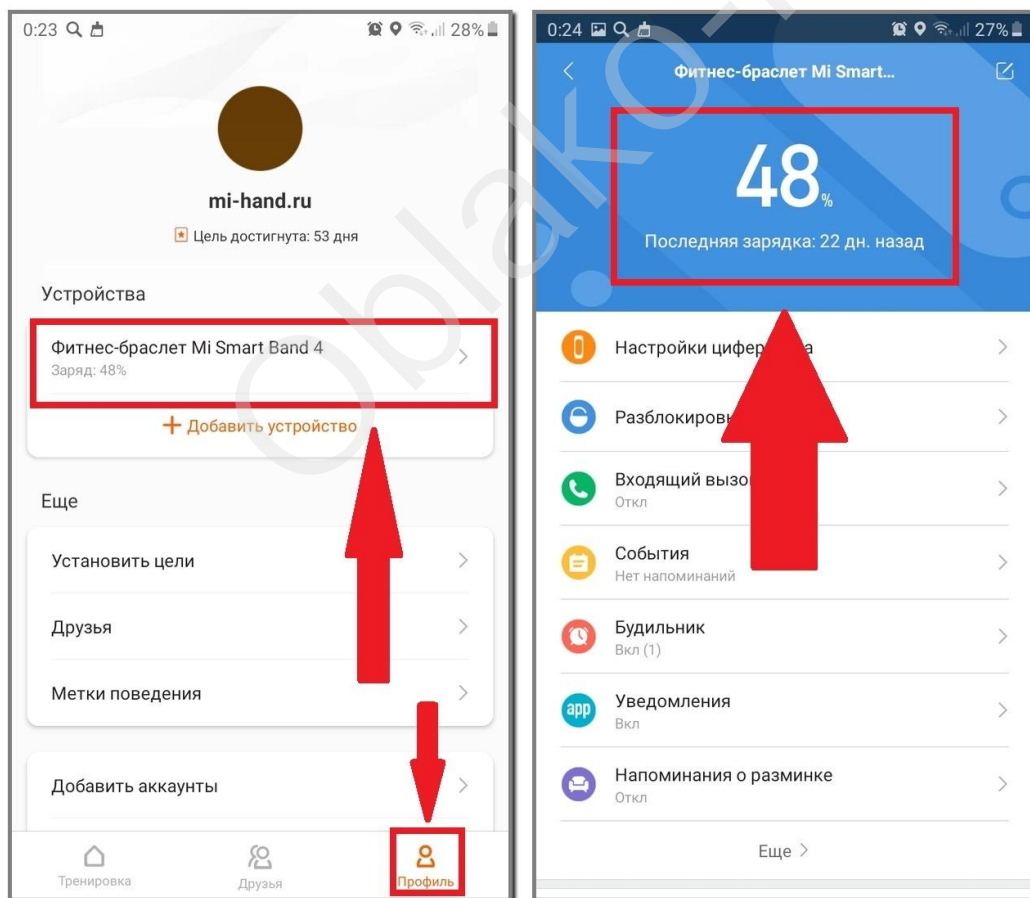 0:23
28%
mi-hand.ru
Цель достигнута: 53 дня
Устройства
Фитнес-браслет Mi Smart Band 4
Заряд: 48%
+ Добавить устройство
Еще
Установить цели
Друзья
Метки поведения
Добавить аккаунты
Тренировка
Друзья
Профиль
0:24
27%
Фитнес-браслет Mi Smart...
48%
Последняя зарядка: 22 дн. назад
Настройки
Входящий
Откл
События
Нет напоминаний
Будильник
Вкл (1)
app
Уведомления
Вкл
Напоминания о разминке
Откл
Еще >
Oblako-